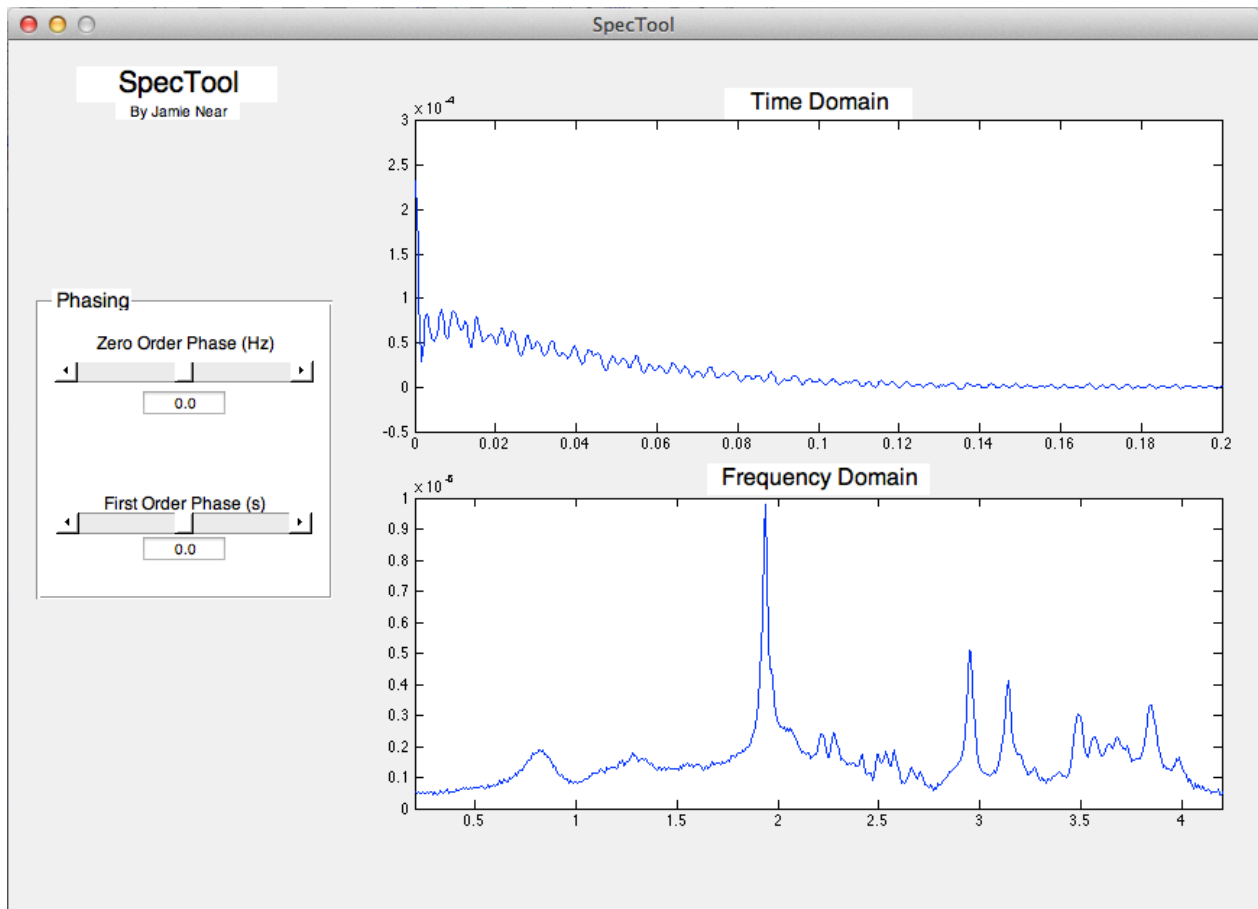 SpecTool
SpecTool
By Jamie Near
Phasing
Zero Order Phase (Hz)
0.0
First Order Phase (s)
0.0
Time Domain
x 10⁻⁴
3
2.5
2
1.5
1
0.5
0
-0.5
0 0.02 0.04 0.06 0.08 0.1 0.12 0.14 0.16 0.18 0.2
Frequency Domain
x 10⁻⁵
1
0.9
0.8
0.7
0.6
0.5
0.4
0.3
0.2
0.1
0
0.5 1 1.5 2 2.5 3 3.5 4